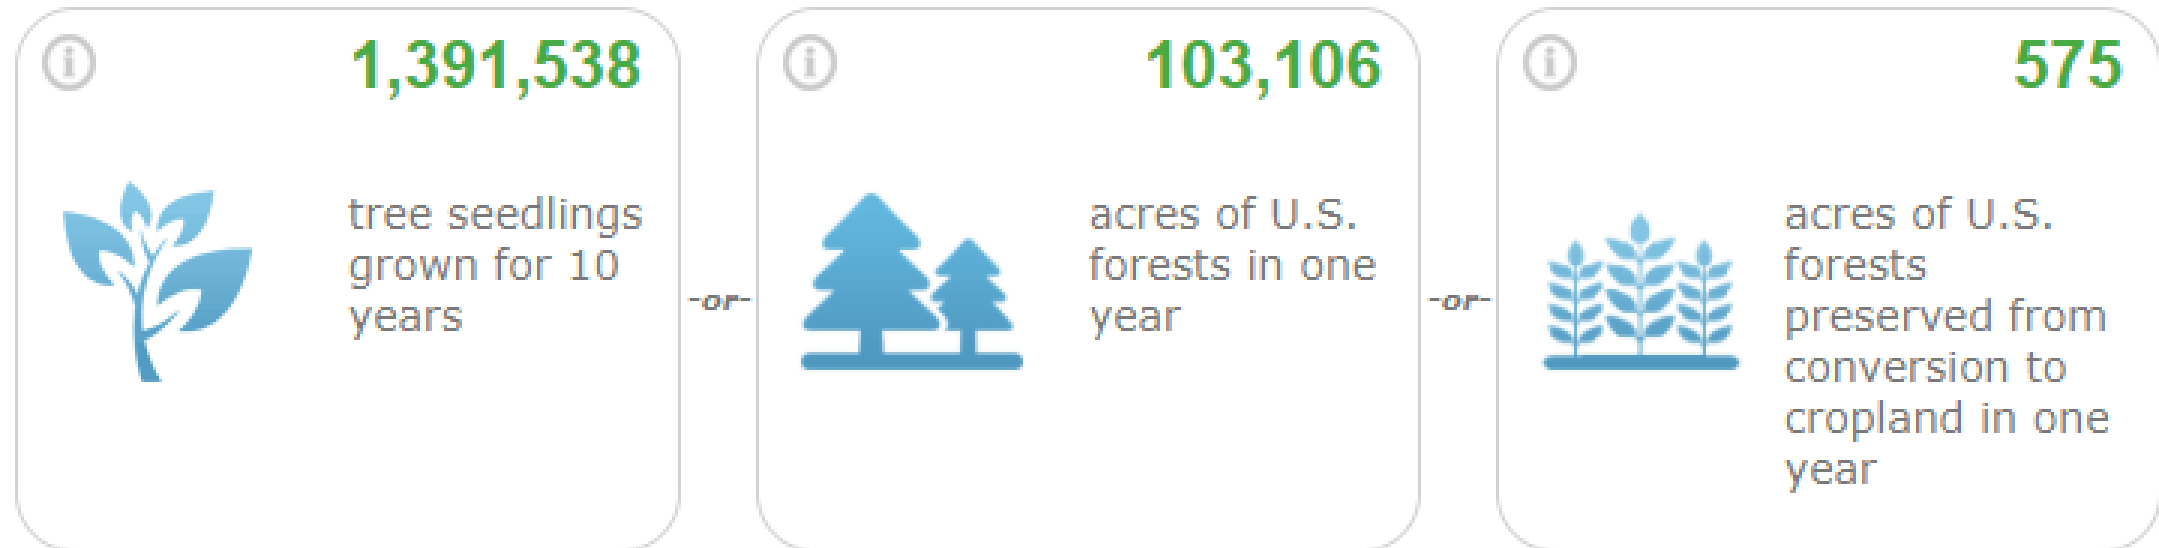 1,391,538
tree seedlings
grown for 10
years
-or-
103,106
acres of U.S.
forests in one
year
-or-
575
acres of U.S.
forests
preserved from
conversion to
cropland in one
year